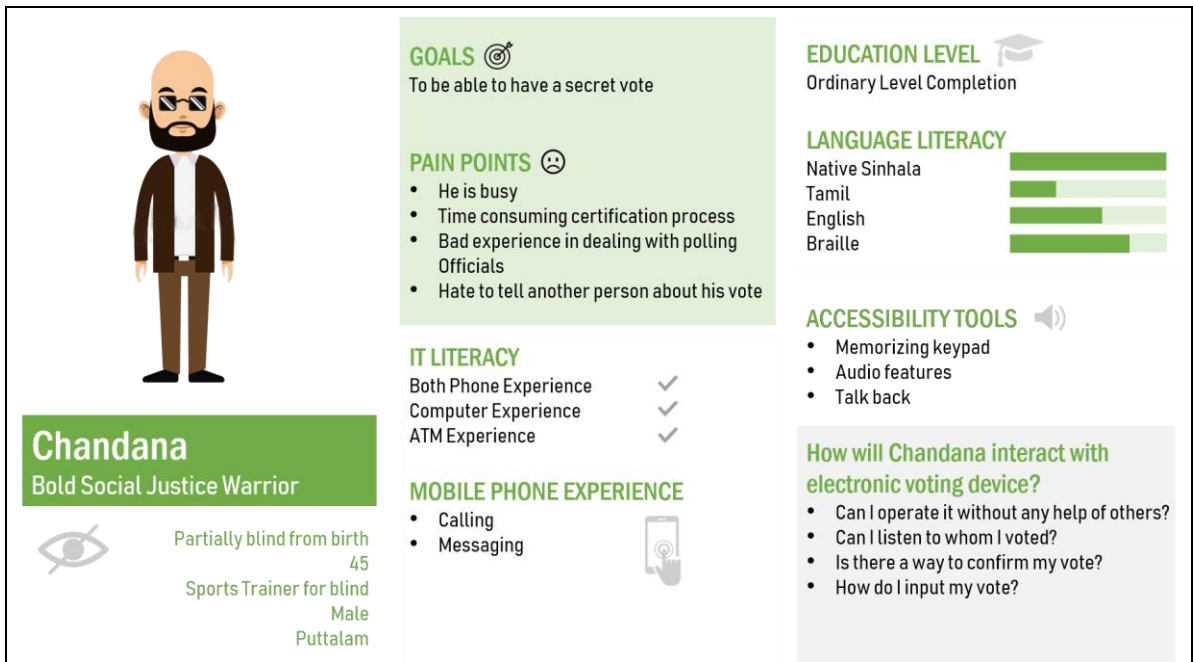 Chandana
Bold Social Justice Warrior
Partially blind from birth
45
Sports Trainer for blind
Male
Puttalam
GOALS
To be able to have a secret vote
PAIN POINTS
• He is busy
• Time consuming certification process
• Bad experience in dealing with polling
Officials
• Hate to tell another person about his vote
IT LITERACY
Both Phone Experience
Computer Experience
ATM Experience
MOBILE PHONE EXPERIENCE
• Calling
• Messaging
EDUCATION LEVEL
Ordinary Level Completion
LANGUAGE LITERACY
Native Sinhala
Tamil
English
Braille
ACCESSIBILITY TOOLS
• Memorizing keypad
• Audio features
• Talk back
How will Chandana interact with
electronic voting device?
• Can I operate it without any help of others?
• Can I listen to whom I voted?
• Is there a way to confirm my vote?
• How do I input my vote?